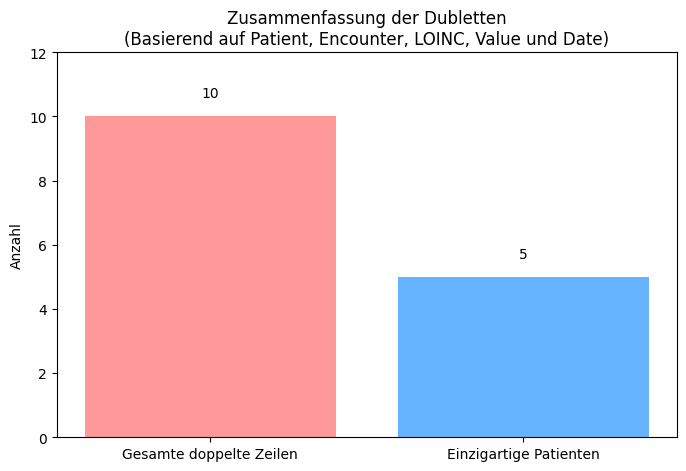 Zusammenfassung der Dubletten
(Basierend auf Patient, Encounter, LOINC, Value und Date)
12
10
8
6
4
2
0
Anzahl
10
5
Gesamte doppelte Zeilen
Einzigartige Patienten